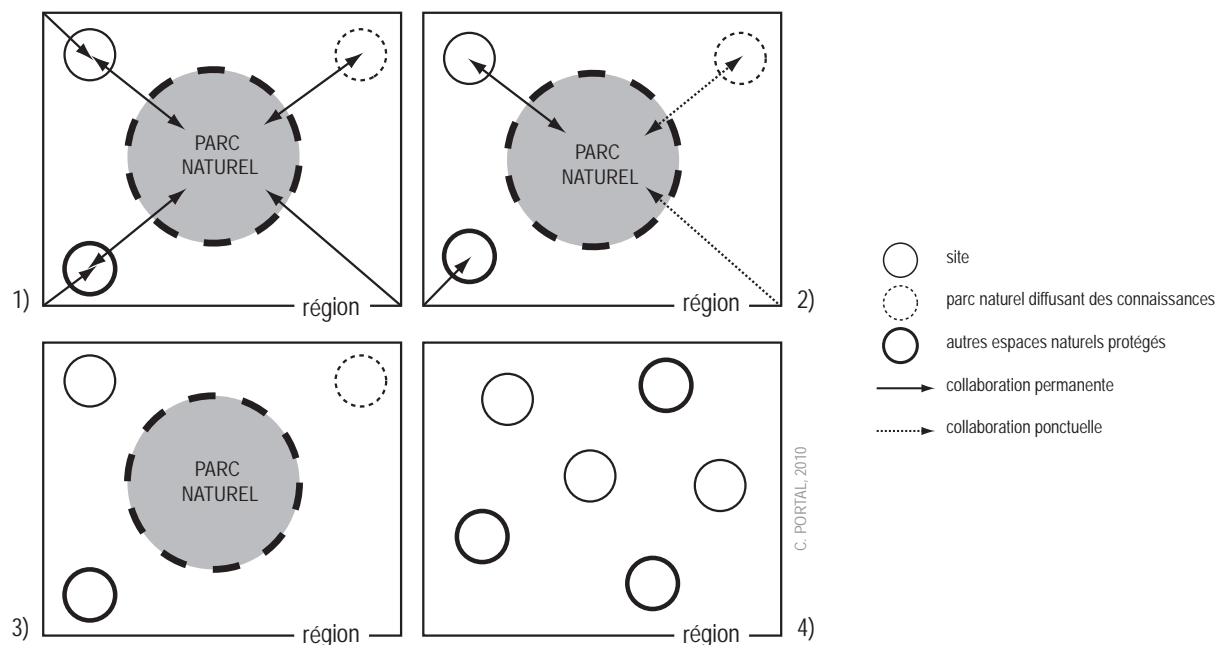 PARC
NATUREL
1)
région
PARC
NATUREL
région
2)
PARC
NATUREL
3)
région
région
4)
C. PORTAL, 2010
site
parc naturel diffusant des connaissances
autres espaces naturels protégés
collaboration permanente
collaboration ponctuelle